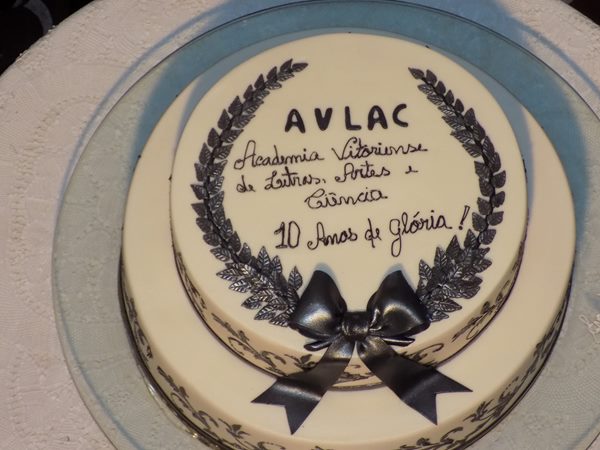 AVLAC
Academia Vitoriense
de Letras, Artes e
Ciência
10 Anos de Glória!